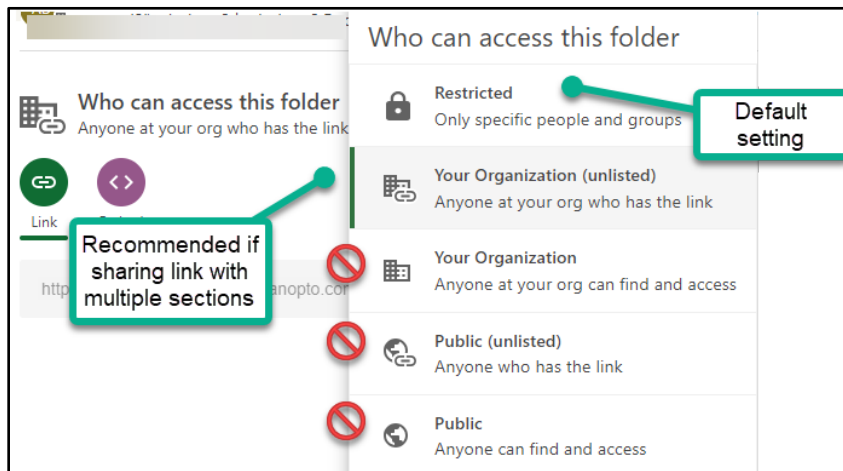 Who can access this folder
Anyone at your org who has the link
Link
Recommended if
sharing link with
multiple sections
http
anopto.com
Who can access this folder
Restricted
Only specific people and groups
Default
setting
Your Organization (unlisted)
Anyone at your org who has the link
Your Organization
Anyone at your org can find and access
Public (unlisted)
Anyone who has the link
Public
Anyone can find and access